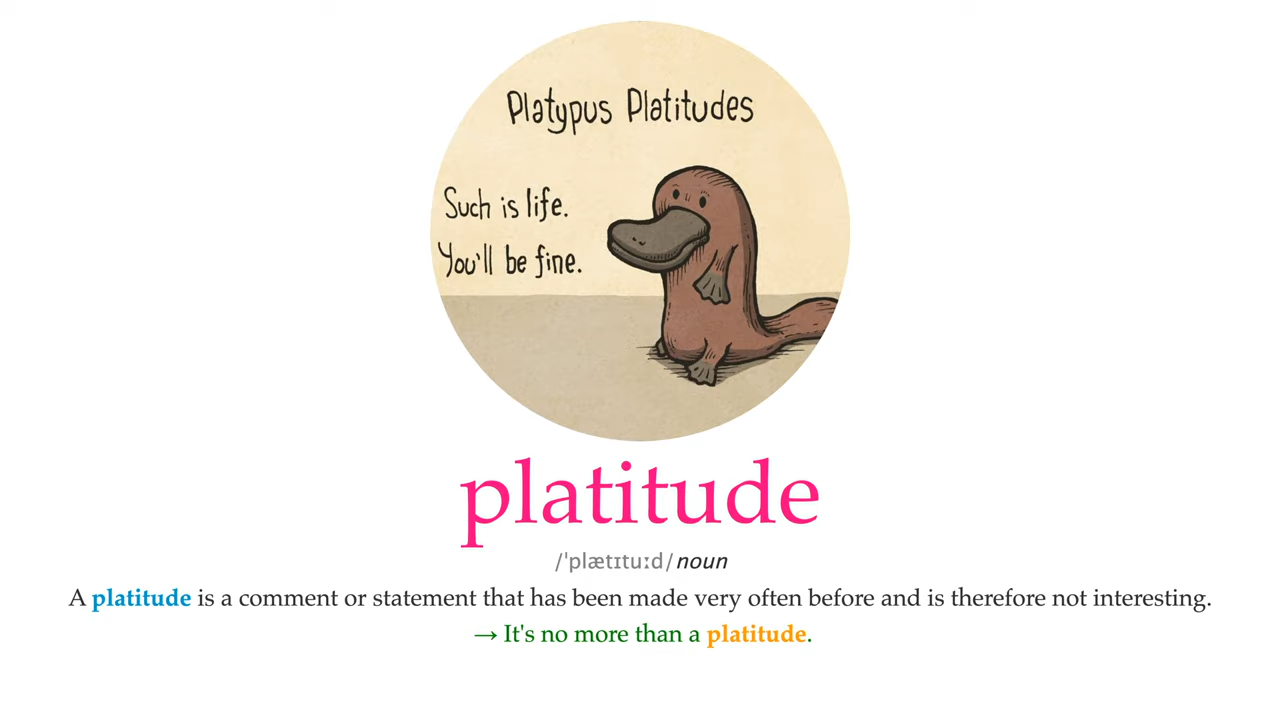 Platypus Platitudes
Such is life.
You'll be fine.
platitude
/ˈplætɪtuːd/noun
A platitude is a comment or statement that has been made very often before and is therefore not interesting.
→ It's no more than a platitude.